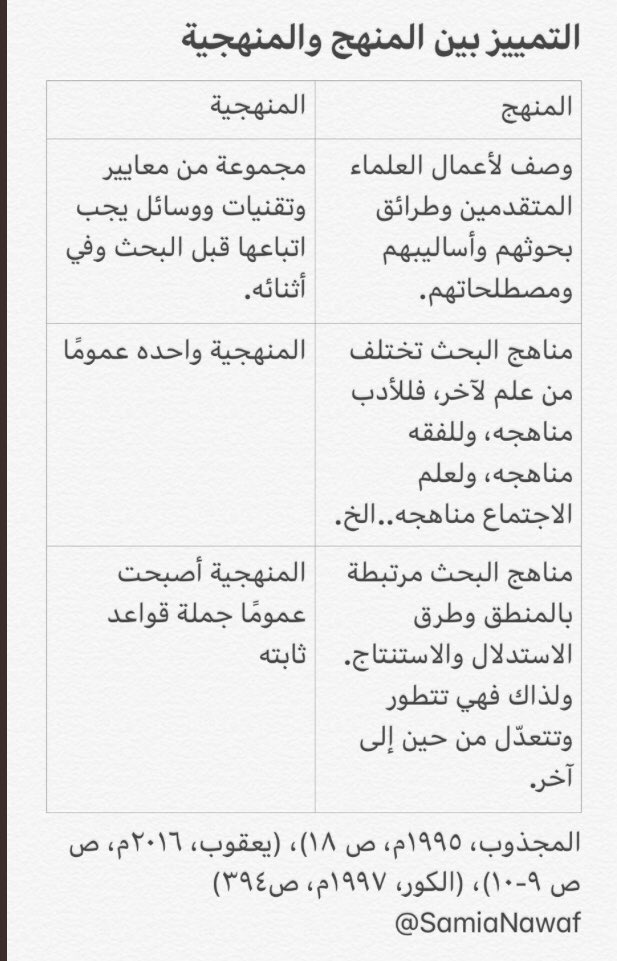 التمييز بين المنهج والمنهجية
المنهج
المنهجية
وصف لأعمال العلماء
المتقدمين وطرائق
بحوثهم وأساليبهم
ومصطلحاتهم.
مجموعة من معايير
وتقنيات ووسائل يجب
اتباعها قبل البحث وفي
أثنائه.
مناهج البحث تختلف
من علم لآخر، فللأدب
مناهجه، وللفقه
مناهجه، ولعلم
الاجتماع مناهجه..الخ.
المنهجية واحده عمومًا
مناهج البحث مرتبطة
بالمنطق وطرق
الاستدلال والاستنتاج.
ولذاك فهي تتطور
وتتعدّل من حين إلى
آخر.
المنهجية أصبحت
عمومًا جملة قواعد
ثابته
المجذوب، ١٩٩٥م، ص ١٨)، (يعقوب، ٢٠١٦م، ص
ص ٩-١٠)، (الكور، ١٩٩٧م، ص٣٩٤)
@SamiaNawaf